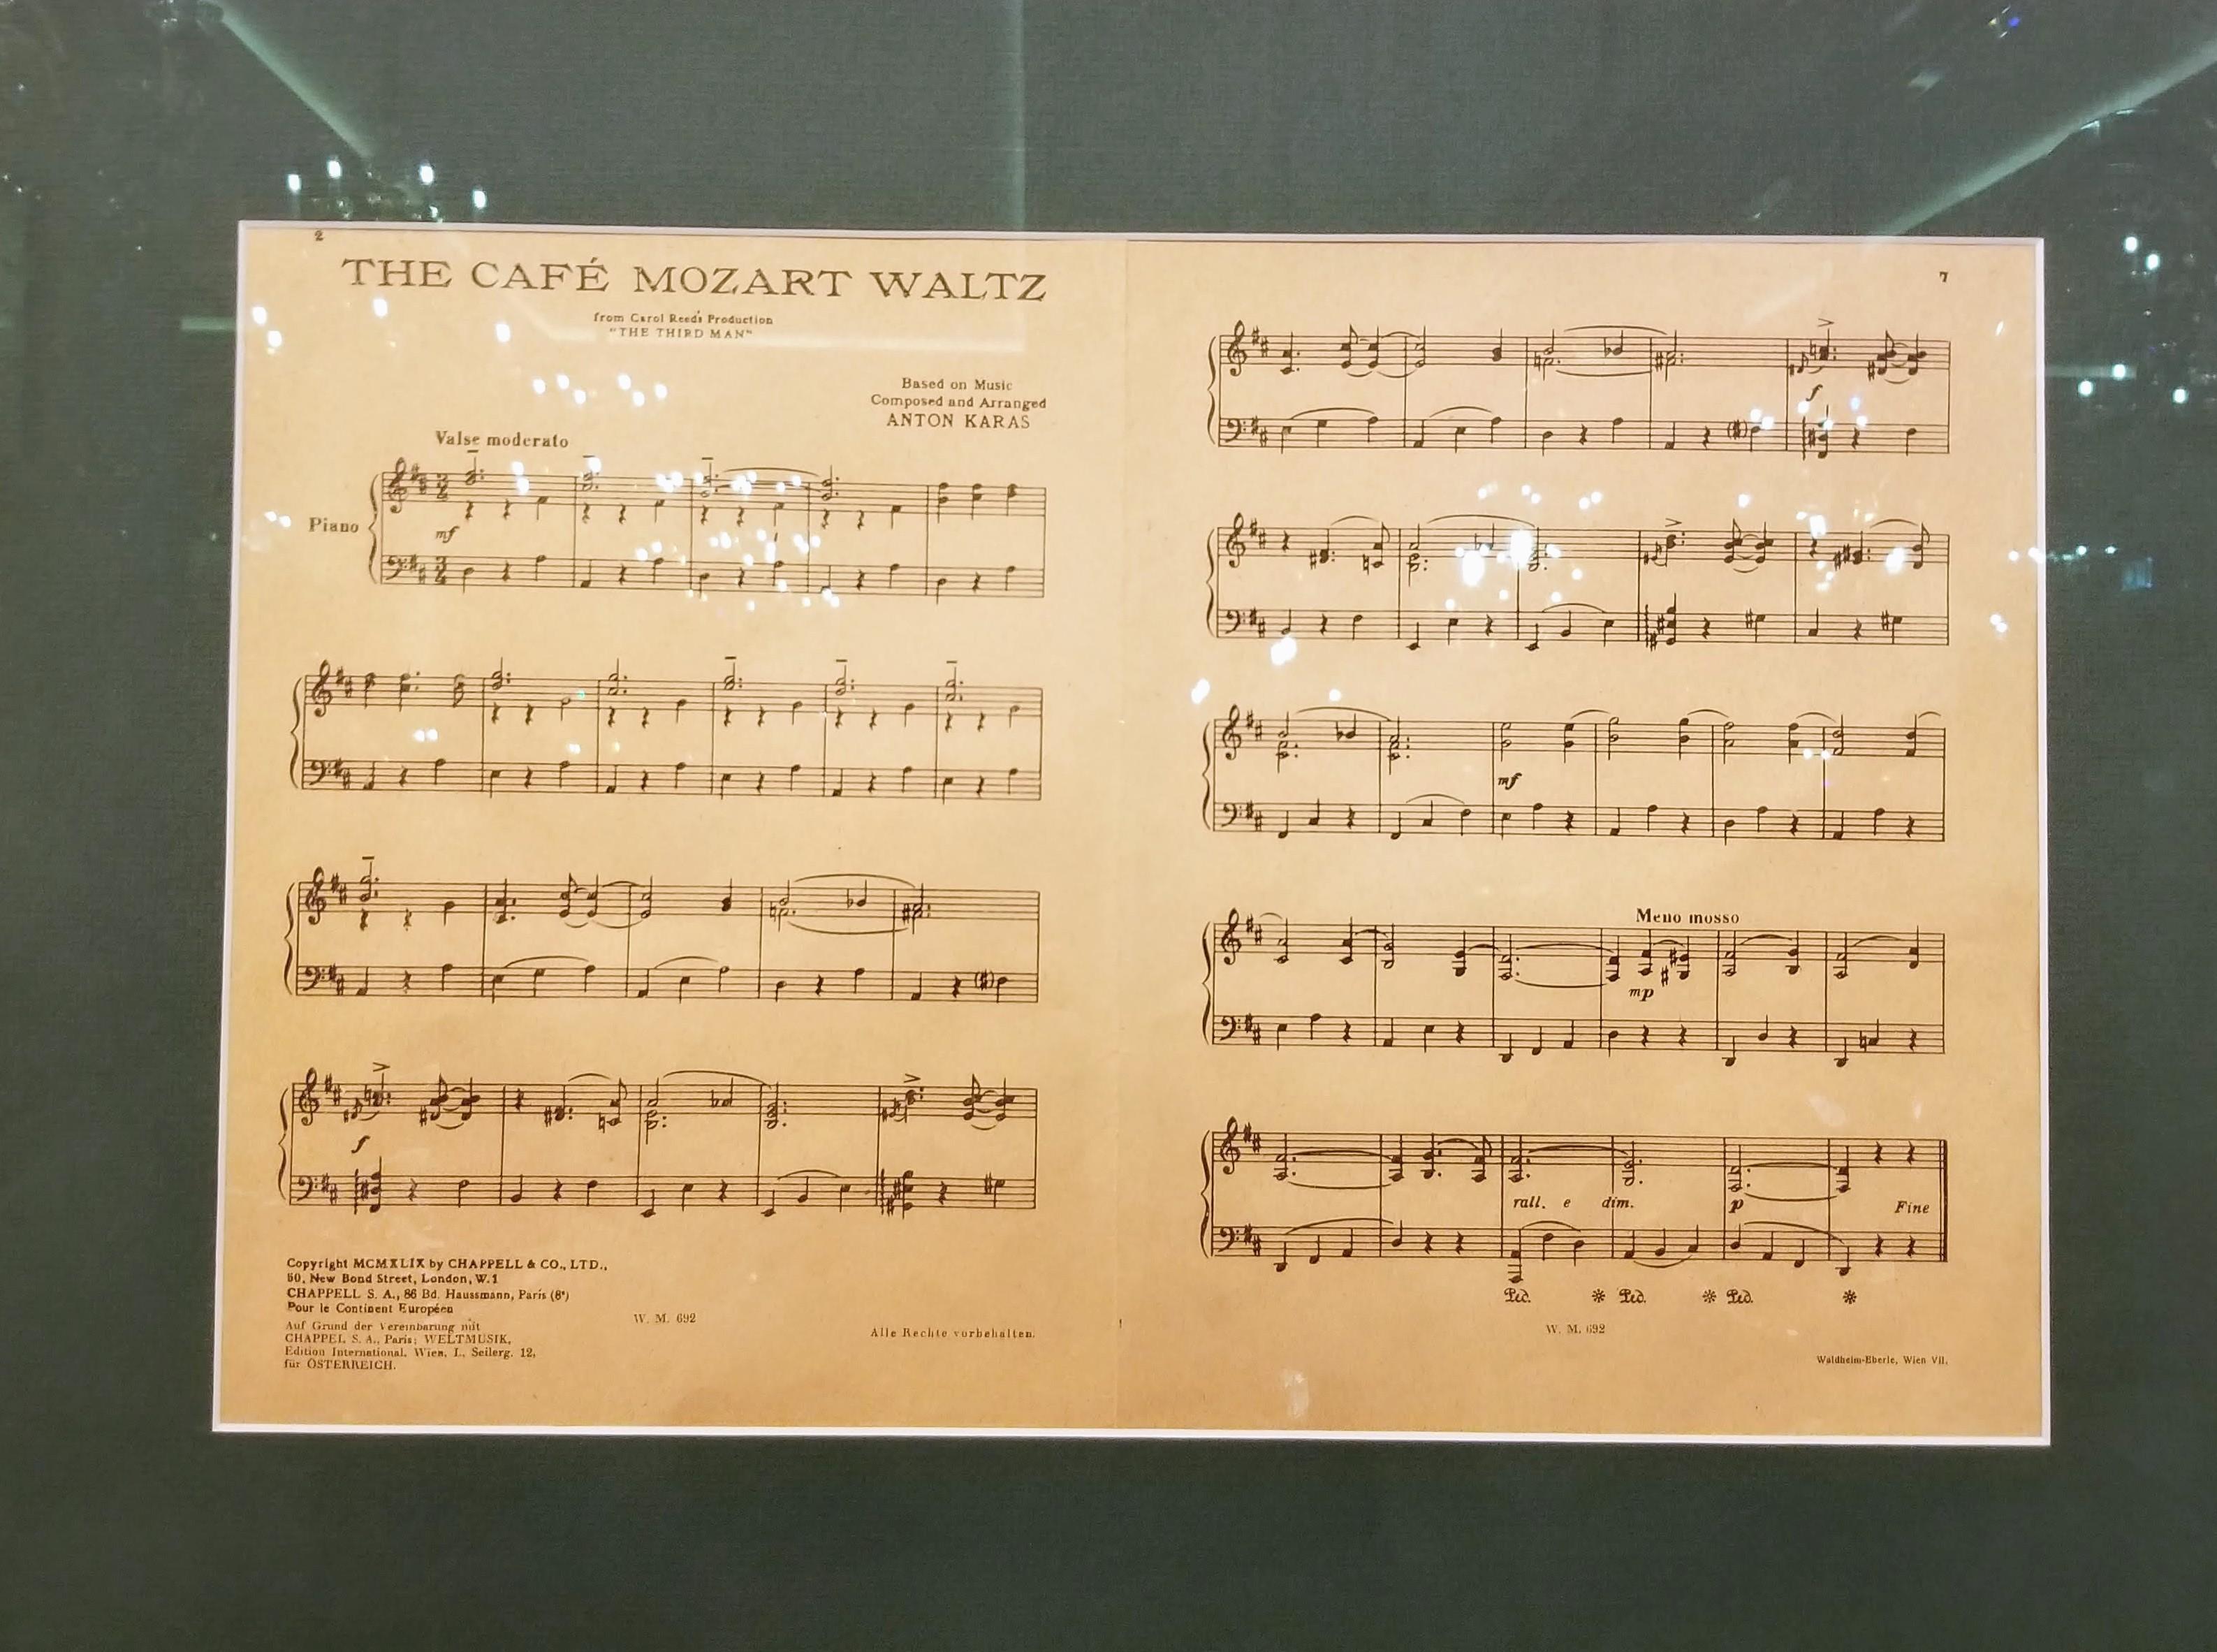 2
THE CAFÉ MOZART WALTZ
from Carol Reed's Production
"THE THIRD MAN"
Based on Music
Composed and Arranged
ANTON KARAS
Valse moderato
Piano
mf
f
Copyright MCMXLIX by CHAPPELL & CO., LTD.,
50, New Bond Street, London, W.1
CHAPPELL S. A., 86 Bd. Haussmann, Paris (8e)
Pour le Continent Européen
Auf Grund der Vereinbarung mit
CHAPPEL S. A., Paris; WELTMUSIK,
Edition International, Wien, I., Seilerg. 12,
für ÖSTERREICH.
W. M. 692
Alle Rechte vorbehalten.
7
f
mf
Meno mosso
mp
rall. e dim. p Fine
Ped. Ped. Ped.
W. M. 692
Waldheim-Eberle, Wien VII.